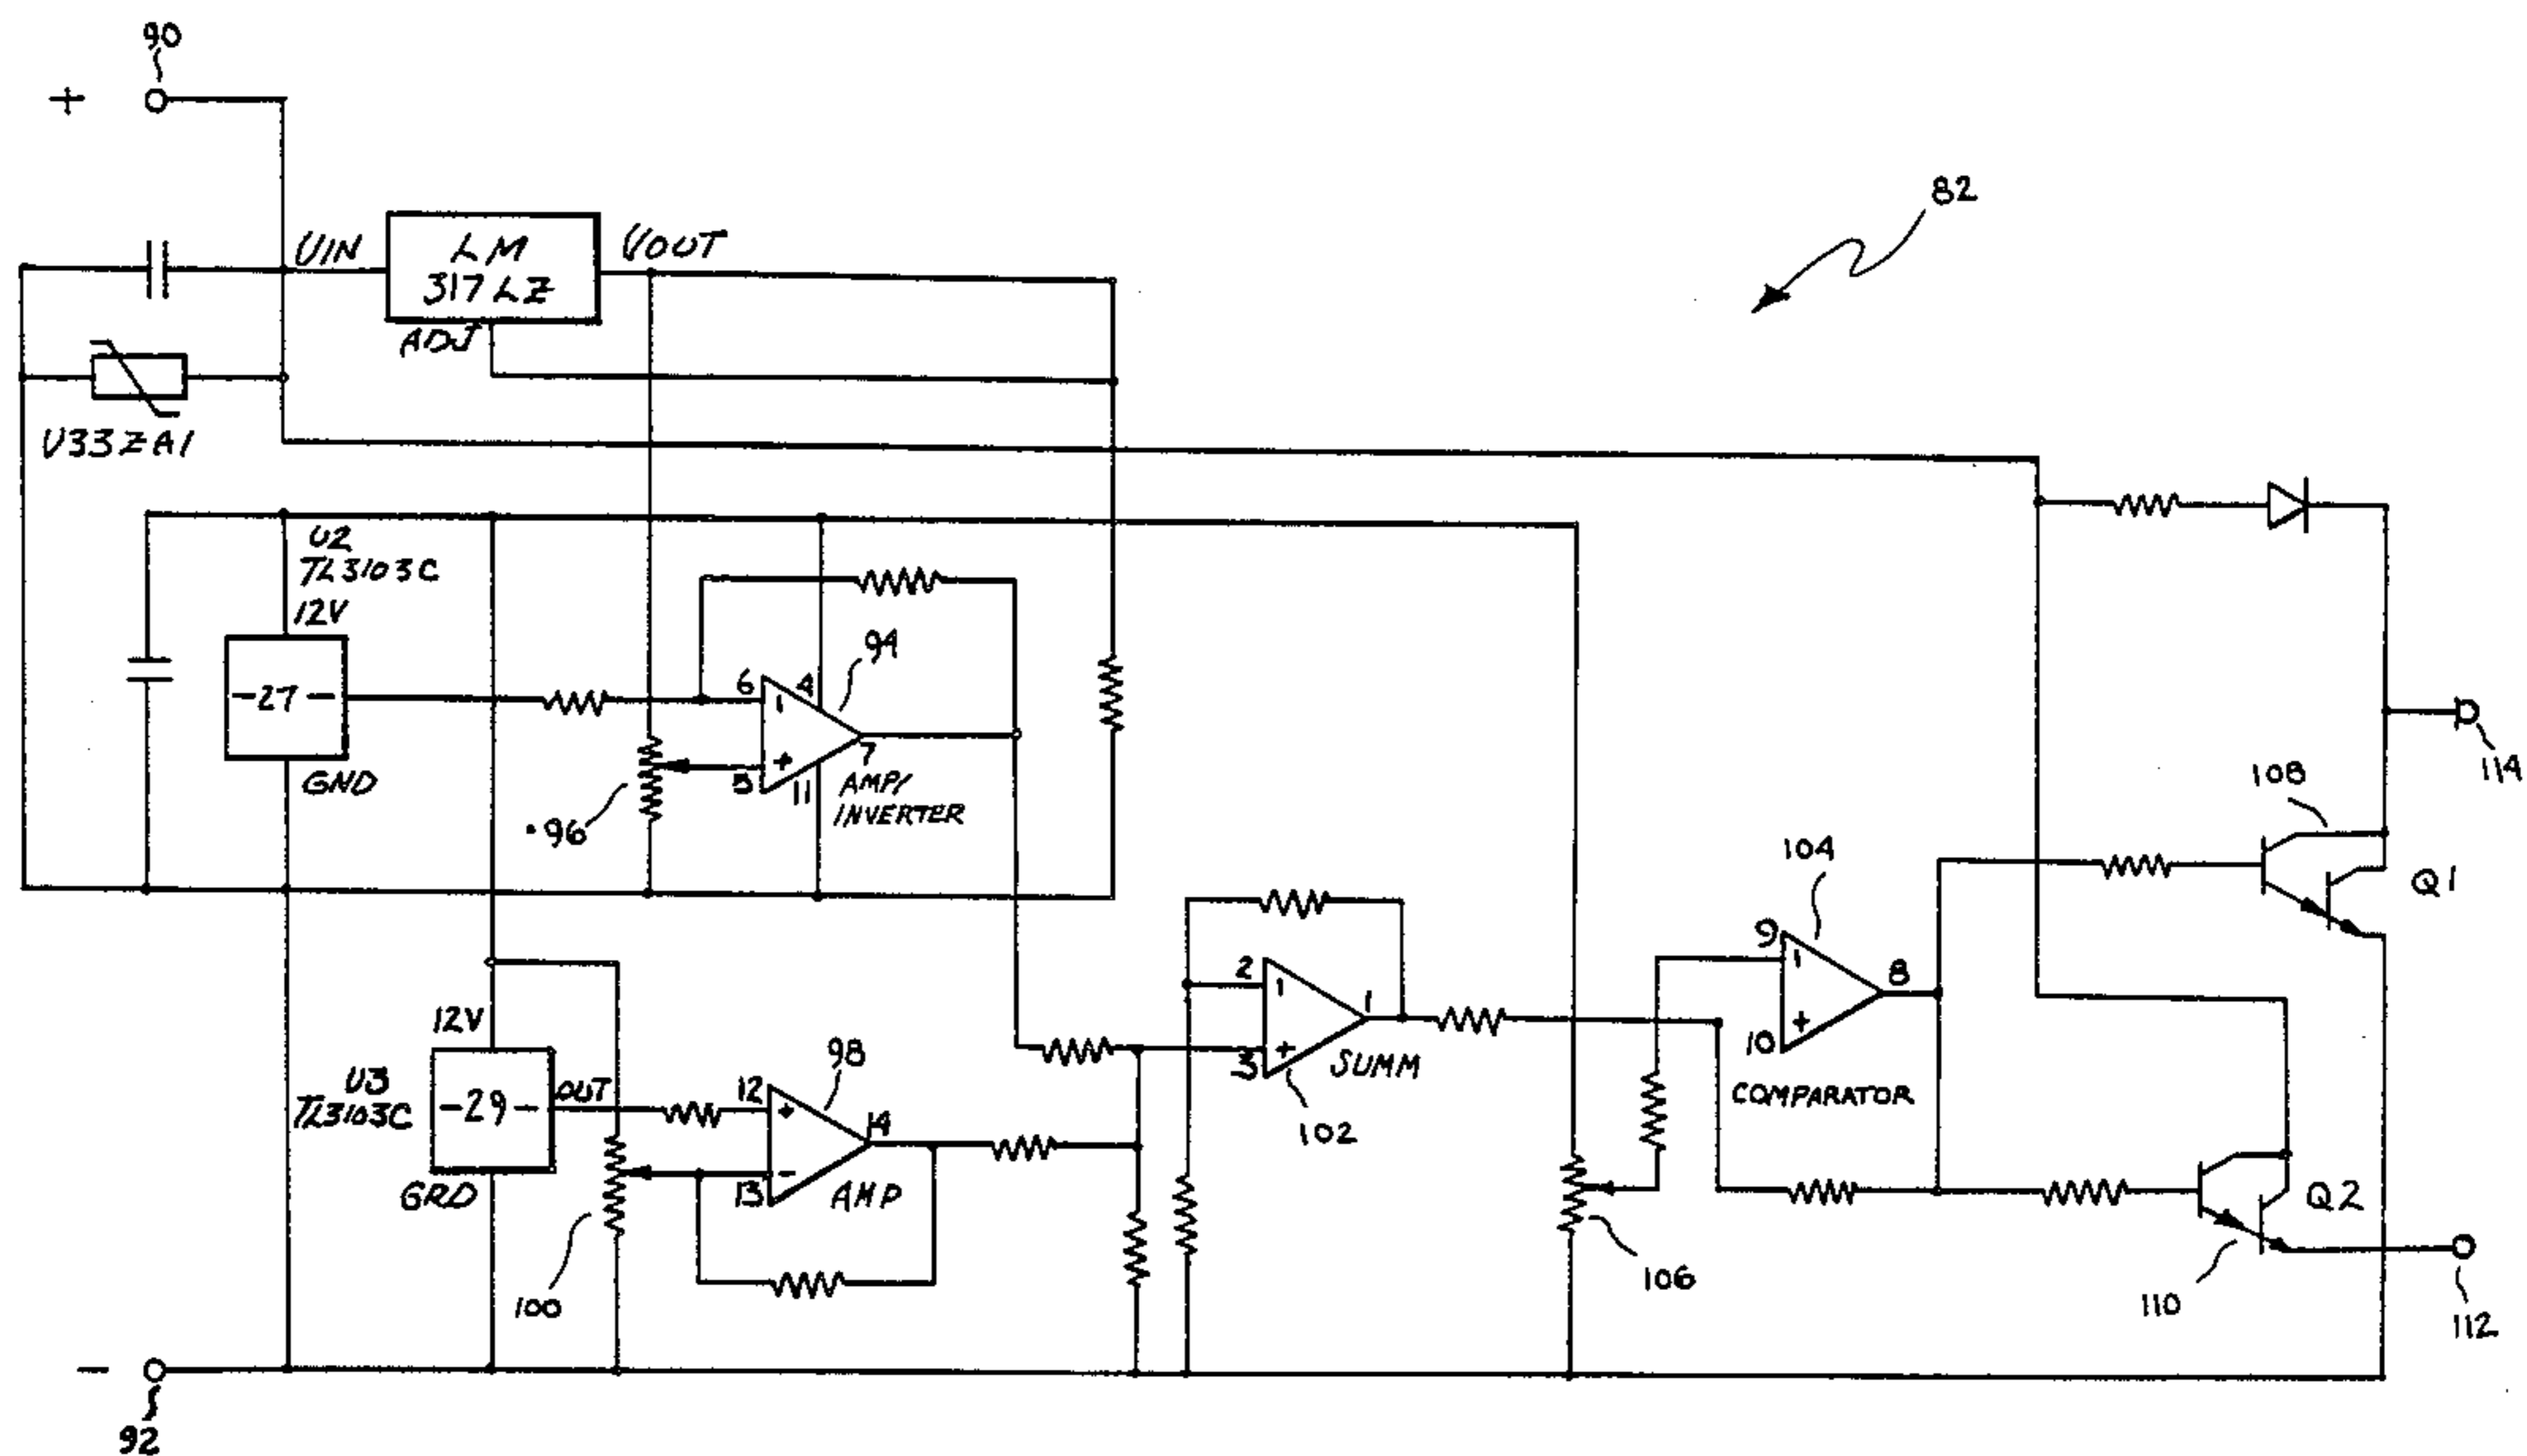 90
+
82
UIN
LM
317LZ
VOUT
ADJ
V33ZA1
U2
TL3103C
12V
-27-
GND
94
6
4
5
+
7
11
AMP/
INVERTER
96
108
114
Q1
104
9
8
10
+
COMPARATOR
2
1
3
+
SUMM
102
12V
U3
TL3103C
-29-
OUT
GRD
98
12
+
14
13
-
AMP
100
106
Q2
110
112
-
92